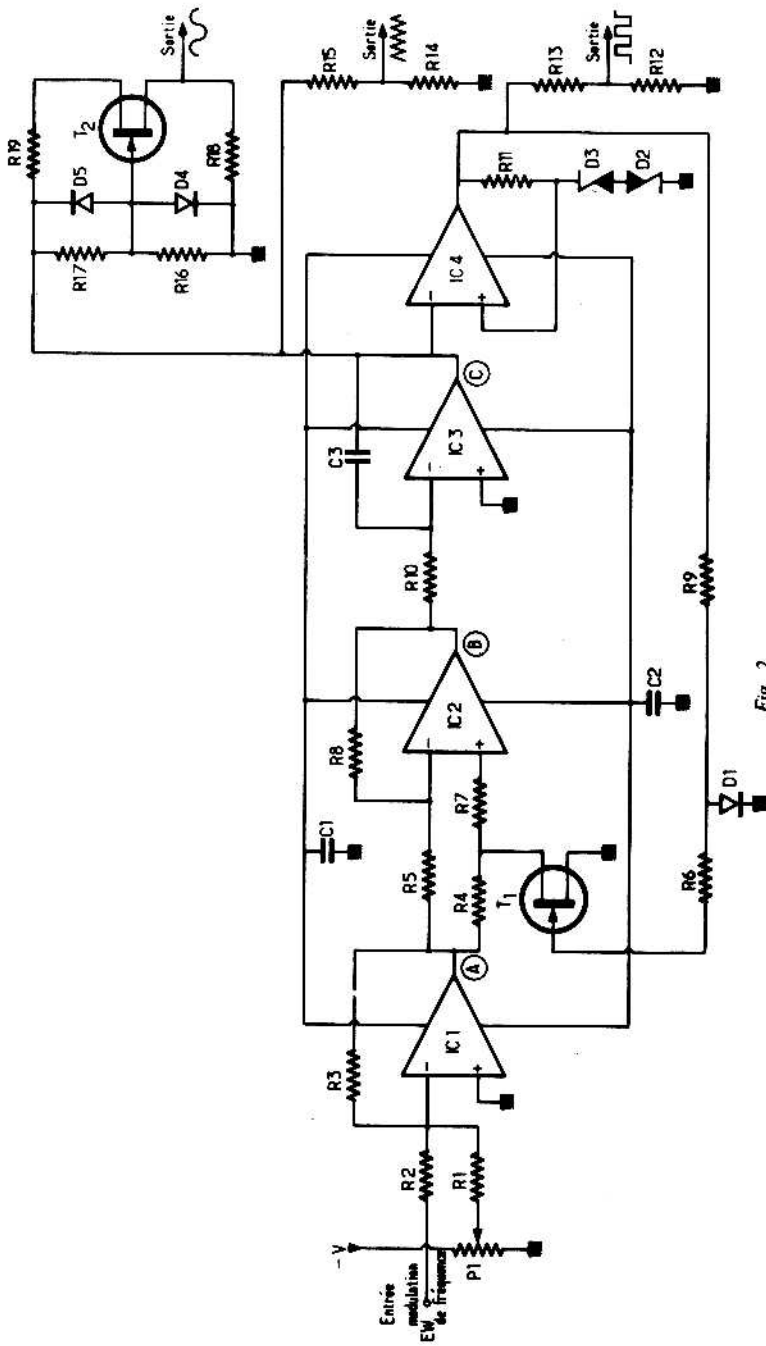 Entrée
modulation
EW de fréquence
- V
P1
R2
R1
R3
-
+
IC1
A
R5
R4
T1
R6
C1
R8
R7
-
+
IC2
B
C2
D1
R10
C3
-
+
IC3
C
R9
-
+
IC4
R11
D3
D2
R19
R17
R16
D5
D4
T2
R18
Sortie
R15
Sortie
R14
R13
Sortie
R12
Fig. 2